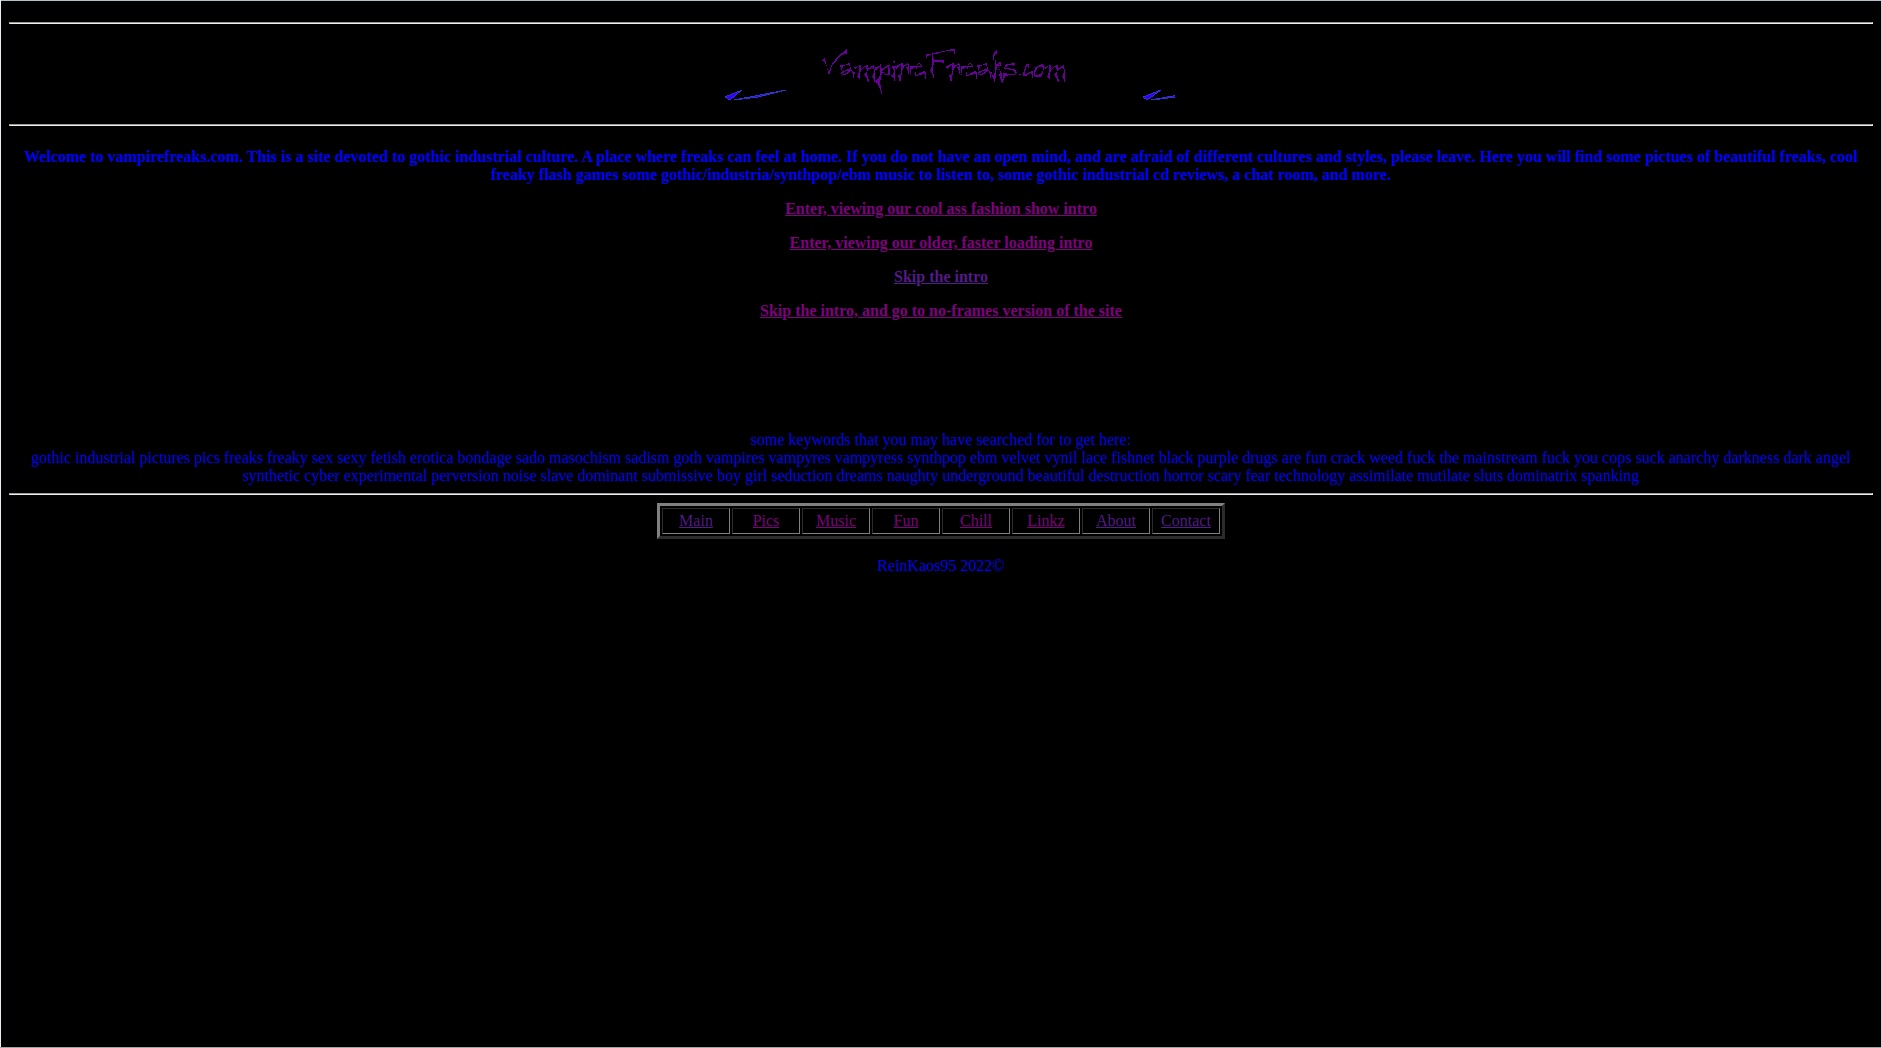 VampireFreaks.com
Welcome to vampirefreaks.com. This is a site devoted to gothic industrial culture. A place where freaks can feel at home. If you do not have an open mind, and are afraid of different cultures and styles, please leave. Here you will find some pictues of beautiful freaks, cool
freaky flash games some gothic/industria/synthpop/ebm music to listen to, some gothic industrial cd reviews, a chat room, and more.
Enter, viewing our cool ass fashion show intro
Enter, viewing our older, faster loading intro
Skip the intro
Skip the intro, and go to no-frames version of the site
some keywords that you may have searched for to get here:
gothic industrial pictures pics freaks freaky sex sexy fetish erotica bondage sado masochism sadism goth vampires vampyres vampyress synthpop ebm velvet vynil lace fishnet black purple drugs are fun crack weed fuck the mainstream fuck you cops suck anarchy darkness dark angel
synthetic cyber experimental perversion noise slave dominant submissive boy girl seduction dreams naughty underground beautiful destruction horror scary fear technology assimilate mutilate sluts dominatrix spanking
Main Pics Music Fun Chill Linkz About Contact
ReinKaos95 2022©